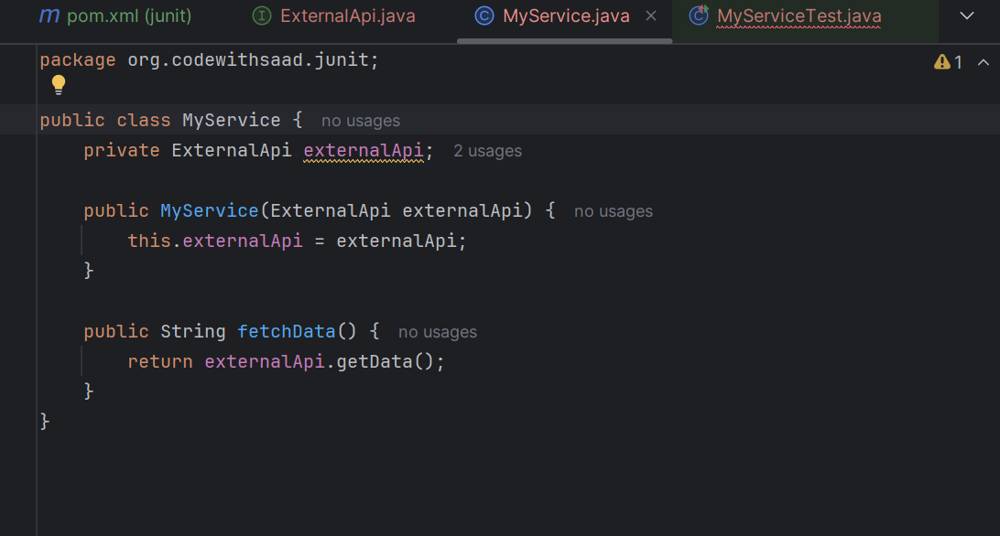 m pom.xml (junit) I ExternalApi.java C MyService.java × C MyServiceTest.java
package org.codewithsaad.junit; 1
public class MyService { no usages
    private ExternalApi externalApi; 2 usages
    public MyService(ExternalApi externalApi) { no usages
        this.externalApi = externalApi;
    }
    public String fetchData() { no usages
        return externalApi.getData();
    }
}